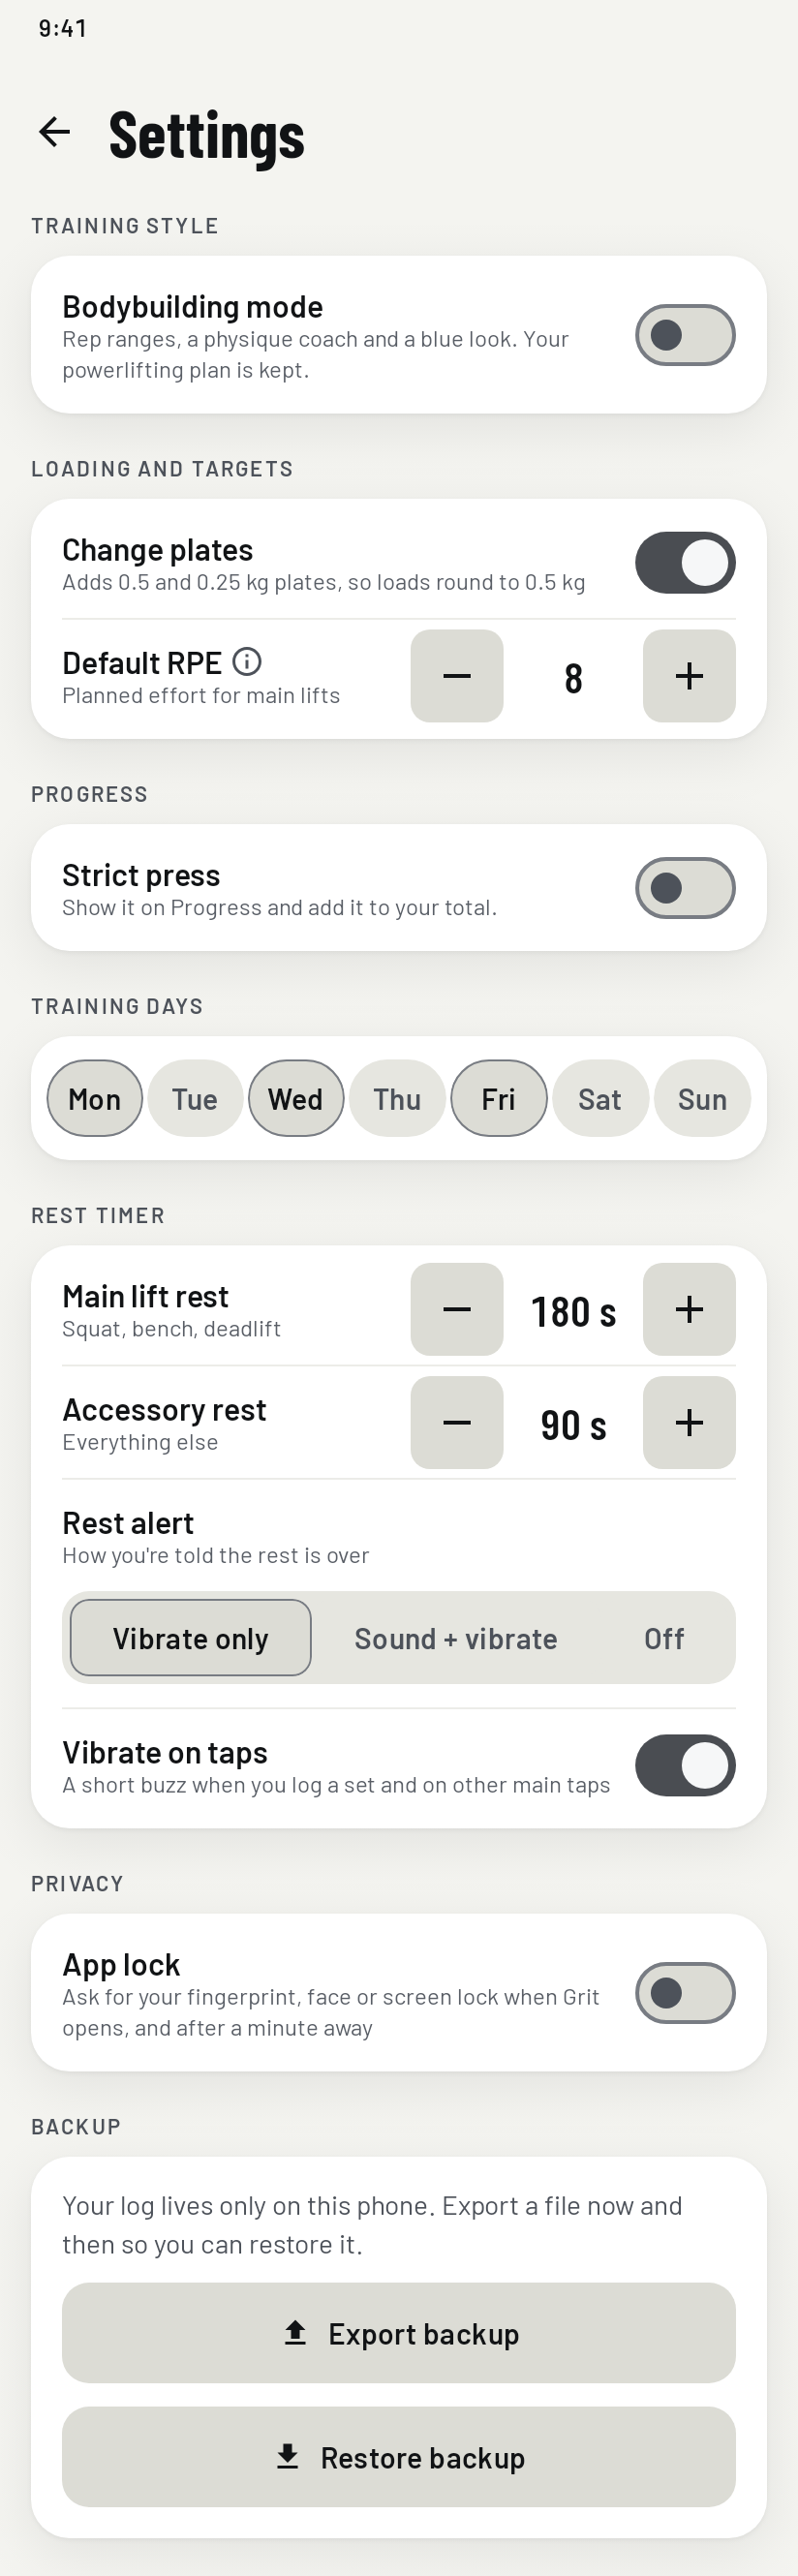 9:41
Settings
TRAINING STYLE
Bodybuilding mode
Rep ranges, a physique coach and a blue look. Your
powerlifting plan is kept.
LOADING AND TARGETS
Change plates
Adds 0.5 and 0.25 kg plates, so loads round to 0.5 kg
Default RPE
Planned effort for main lifts
8
PROGRESS
Strict press
Show it on Progress and add it to your total.
TRAINING DAYS
Mon Tue Wed Thu Fri Sat Sun
REST TIMER
Main lift rest
Squat, bench, deadlift
180 s
Accessory rest
Everything else
90 s
Rest alert
How you're told the rest is over
Vibrate only Sound + vibrate Off
Vibrate on taps
A short buzz when you log a set and on other main taps
PRIVACY
App lock
Ask for your fingerprint, face or screen lock when Grit
opens, and after a minute away
BACKUP
Your log lives only on this phone. Export a file now and
then so you can restore it.
Export backup
Restore backup